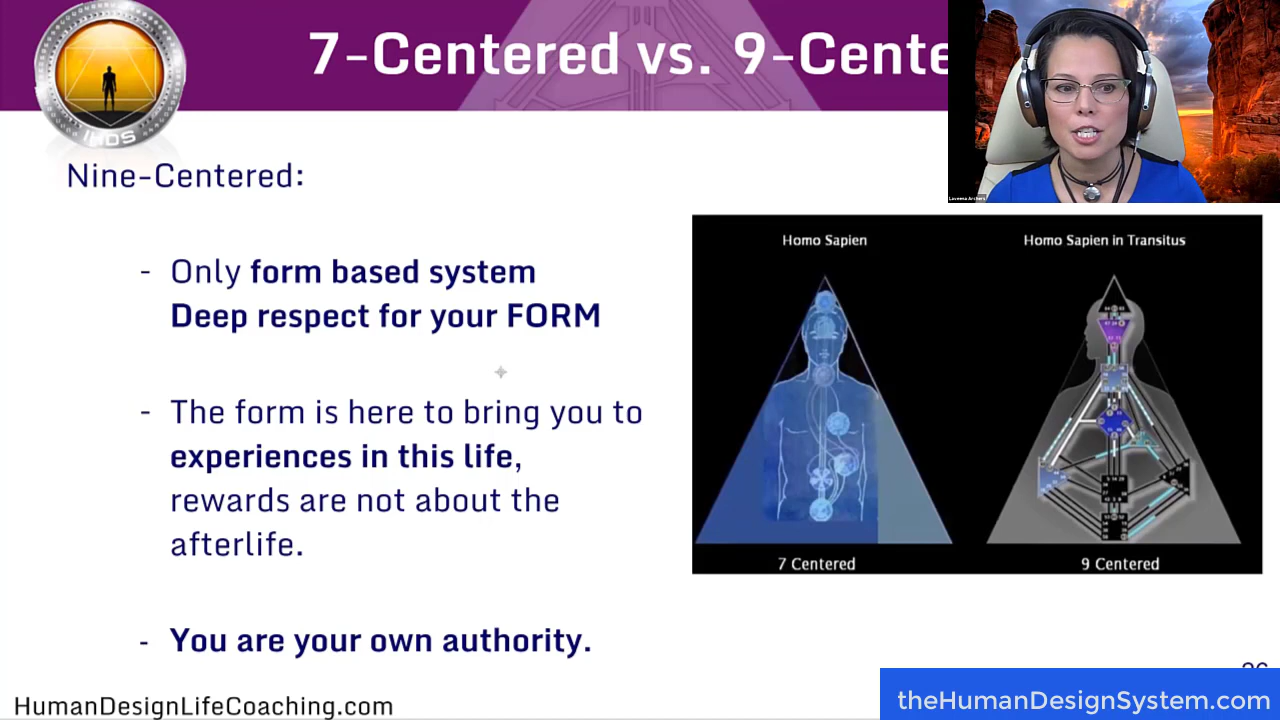 7-Centered vs. 9-Cente
IHDS
Laveena Archers
Nine-Centered:
- Only form based system
Deep respect for your FORM
- The form is here to bring you to
experiences in this life,
rewards are not about the
afterlife.
- You are your own authority.
Homo Sapien
Homo Sapien in Transitus
7 Centered
9 Centered
HumanDesignLifeCoaching.com
theHumanDesignSystem.com